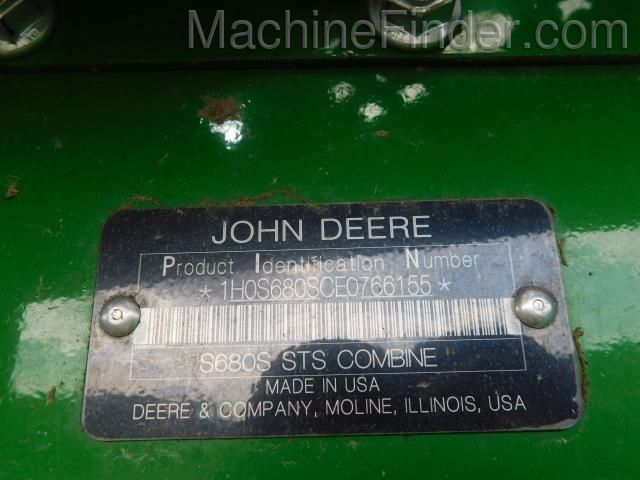 MachineFinder.com
JOHN DEERE
Product Identification Number
*1H0S680SCE0766155*
S680S STS COMBINE
MADE IN USA
DEERE & COMPANY, MOLINE, ILLINOIS, USA